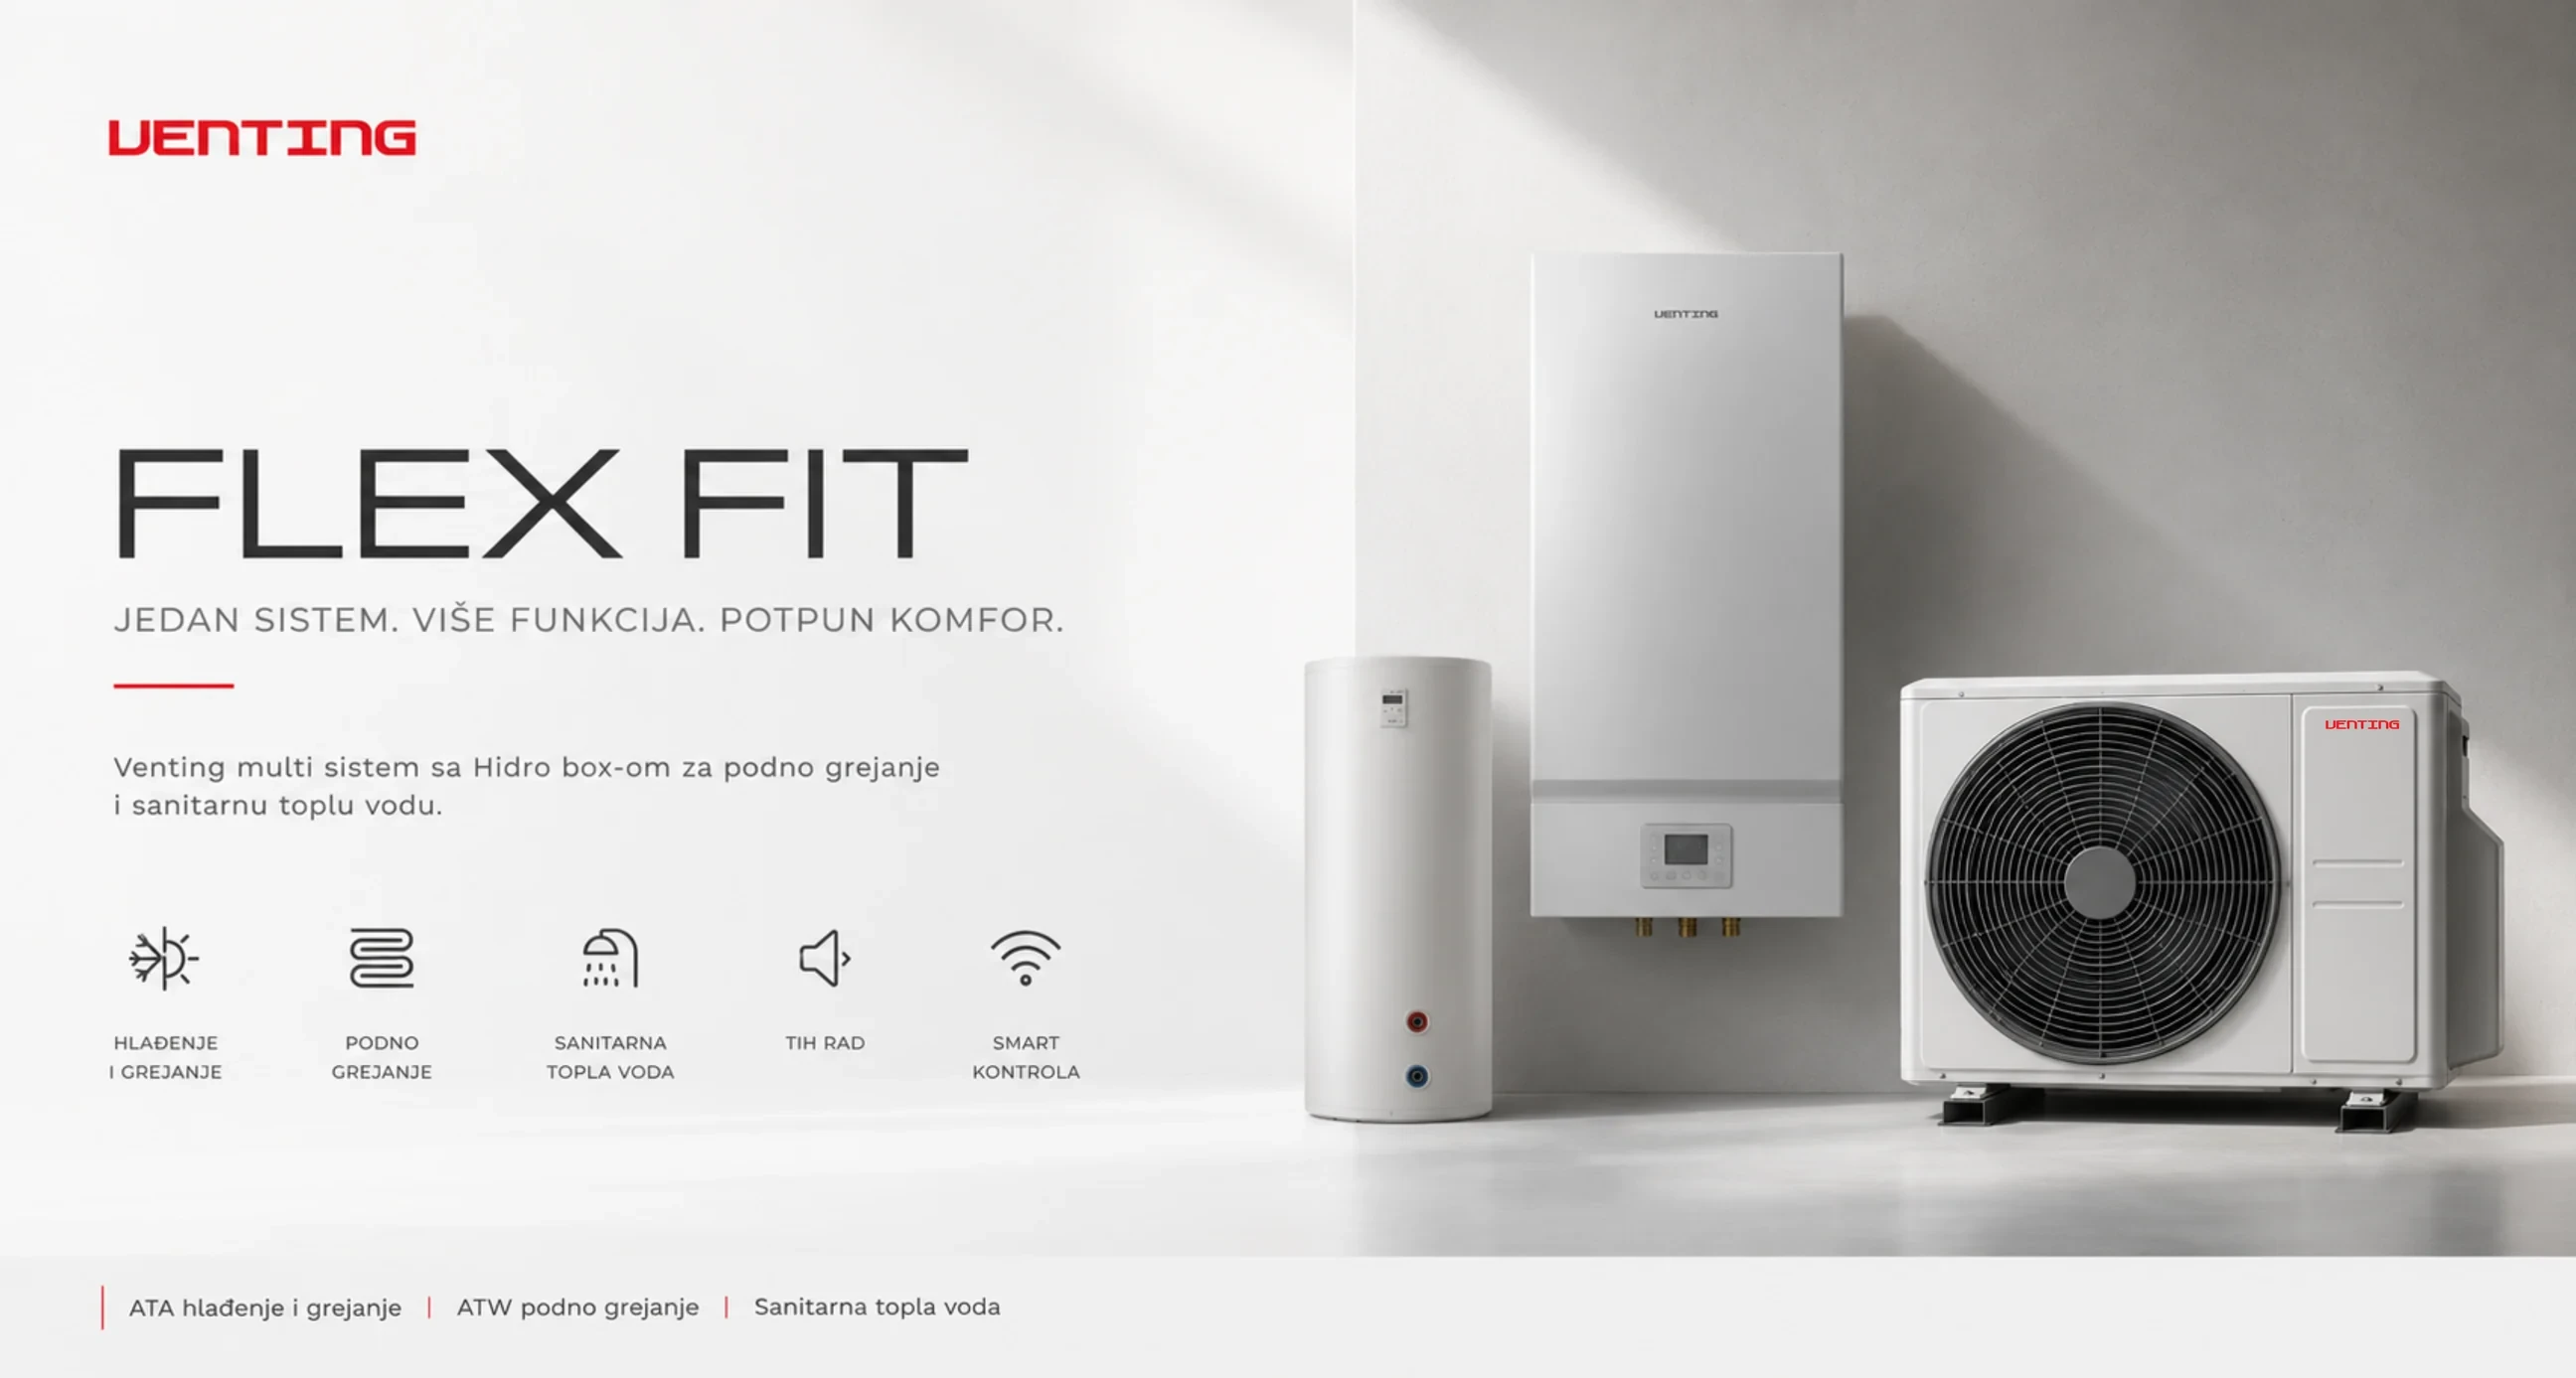 VENTING
FLEX FIT
JEDAN SISTEM. VIŠE FUNKCIJA. POTPUN KOMFOR.
Venting multi sistem sa Hidro box-om za podno grejanje
i sanitarnu toplu vodu.
HLAĐENJE
I GREJANJE
PODNO
GREJANJE
SANITARNA
TOPLA VODA
TIH RAD
SMART
KONTROLA
ATA hlađenje i grejanje | ATW podno grejanje | Sanitarna topla voda
VENTING
VENTING